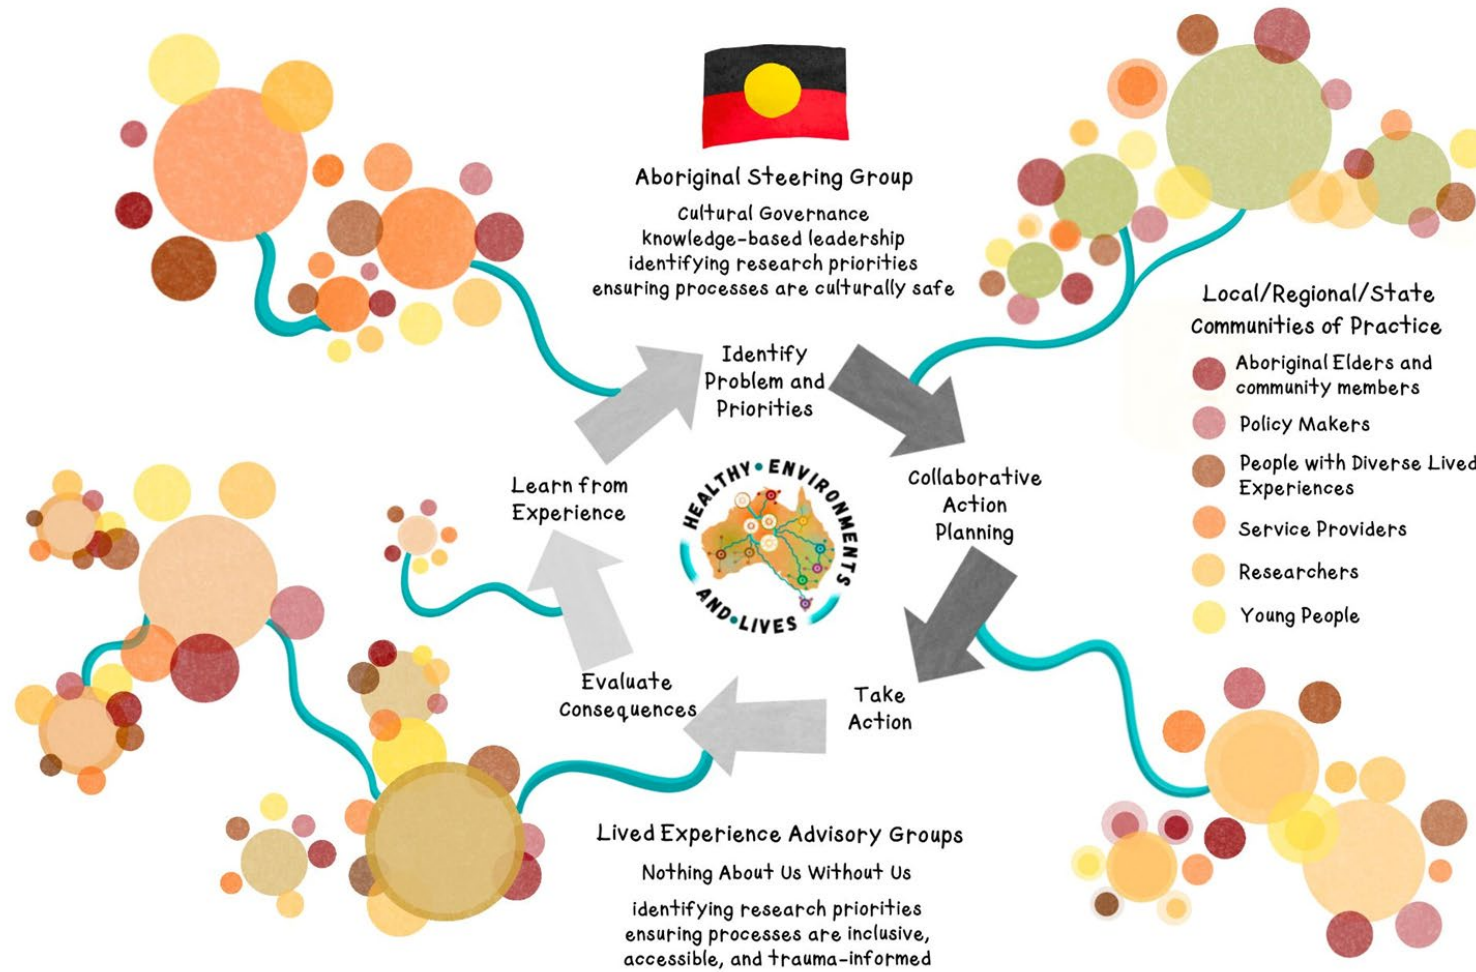 Aboriginal Steering Group
Cultural Governance
knowledge-based leadership
identifying research priorities
ensuring processes are culturally safe
Identify
Problem and
Priorities
Collaborative
Action
Planning
Take
Action
Evaluate
Consequences
Learn from
Experience
HEALTHY • ENVIRONMENTS
AND • LIVES
Local/Regional/State
Communities of Practice
Aboriginal Elders and
community members
Policy Makers
People with Diverse Lived
Experiences
Service Providers
Researchers
Young People
Lived Experience Advisory Groups
Nothing About Us Without Us
identifying research priorities
ensuring processes are inclusive,
accessible, and trauma-informed